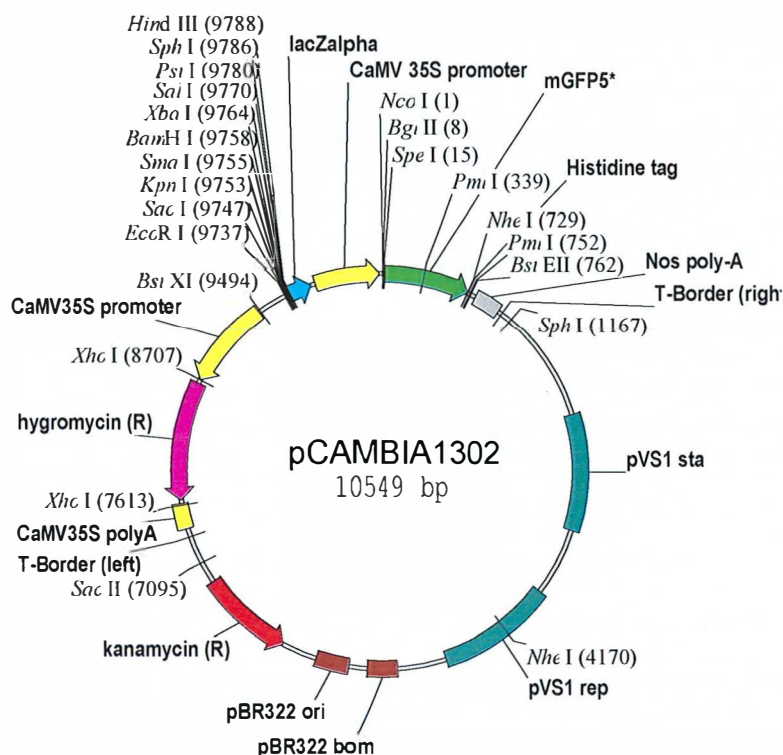 Hind III (9788)
Sph I (9786)
Pst I (9780)
Sal I (9770)
Xba I (9764)
BamH I (9758)
Sma I (9755)
Kpn I (9753)
Sac I (9747)
EcoR I (9737)
Bst XI (9494)
lacZalpha
CaMV 35S promoter
Nco I (1)
Bgl II (8)
Spe I (15)
mGFP5*
Pml I (339)
Histidine tag
Nhe I (729)
Pml I (752)
Bst EII (762)
Nos poly-A
T-Border (righ
Sph I (1167)
CaMV35S promoter
Xho I (8707)
hygromycin (R)
pCAMBIA1302
10549 bp
pVS1 sta
Xho I (7613)
CaMV35S polyA
T-Border (left)
Sac II (7095)
kanamycin (R)
Nhe I (4170)
pVS1 rep
pBR322 ori
pBR322 bom